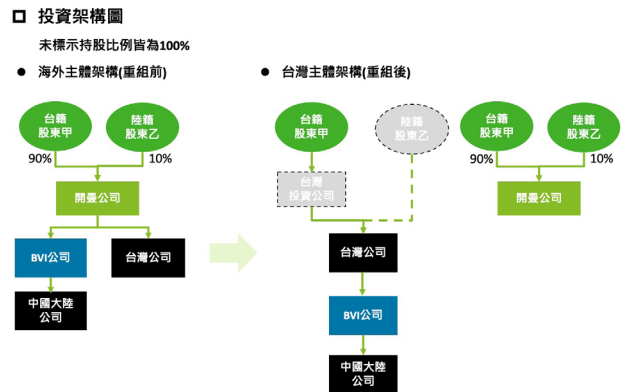 投資架構圖
未標示持股比例皆為100%
海外主體架構(重組前)
台灣主體架構(重組後)
台籍
股東甲
陸籍
股東乙
90%
10%
開曼公司
BVI公司
台灣公司
中國大陸
公司
台籍
股東甲
陸籍
股東乙
台灣
投資公司
台灣公司
BVI公司
中國大陸
公司
台籍
股東甲
陸籍
股東乙
90%
10%
開曼公司